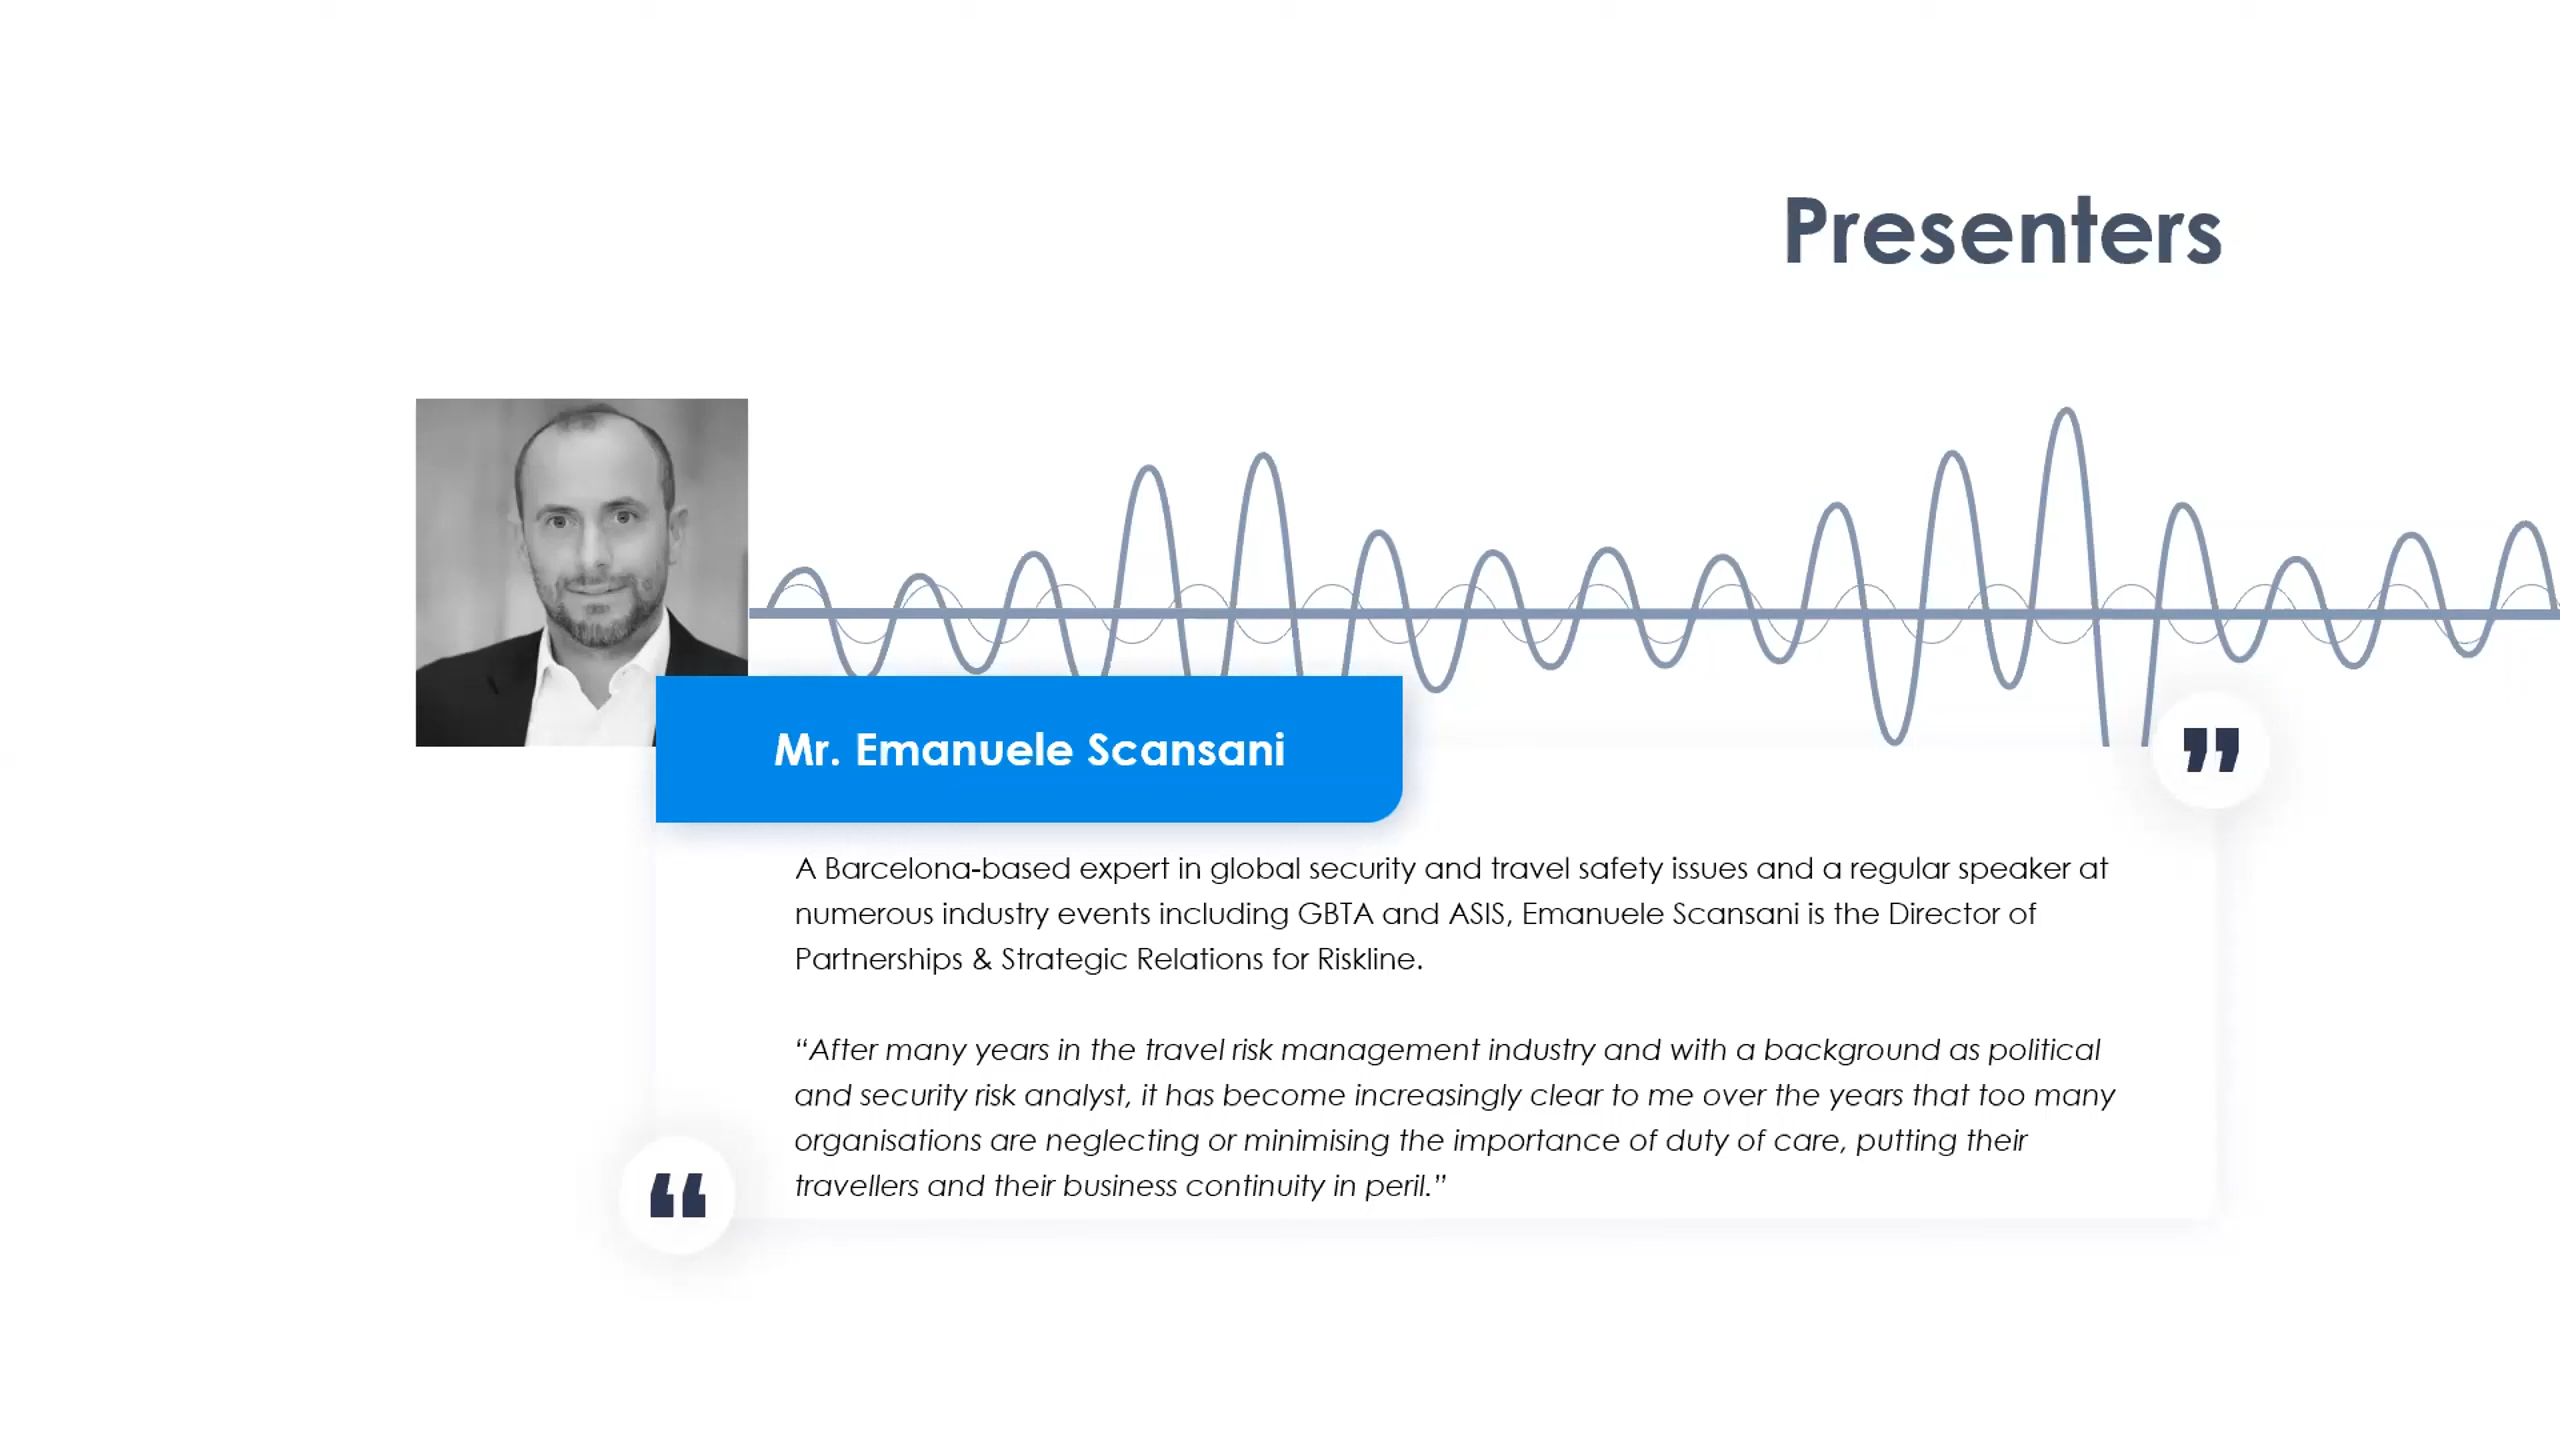 Presenters
Mr. Emanuele Scansani
”
A Barcelona-based expert in global security and travel safety issues and a regular speaker at
numerous industry events including GBTA and ASIS, Emanuele Scansani is the Director of
Partnerships & Strategic Relations for Riskline.
“After many years in the travel risk management industry and with a background as political
and security risk analyst, it has become increasingly clear to me over the years that too many
organisations are neglecting or minimising the importance of duty of care, putting their
travellers and their business continuity in peril.”
“